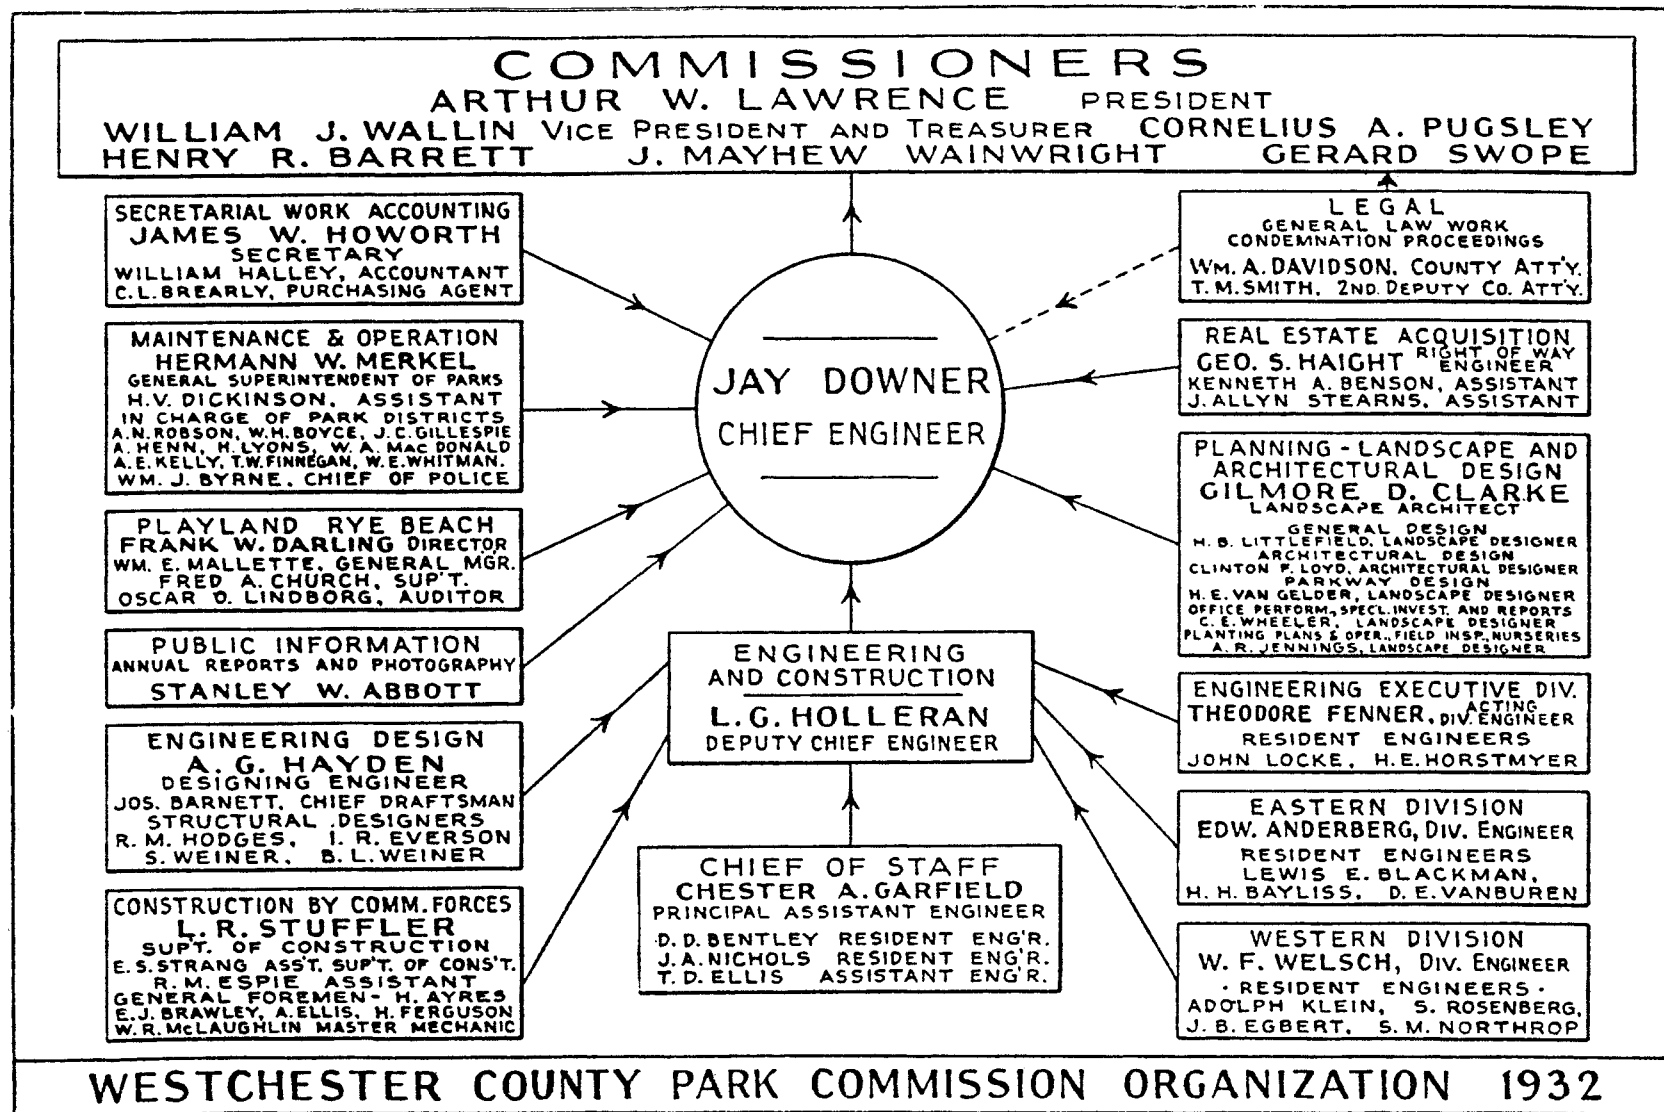 COMMISSIONERS
ARTHUR W. LAWRENCE PRESIDENT
WILLIAM J. WALLIN VICE PRESIDENT AND TREASURER CORNELIUS A. PUGSLEY
HENRY R. BARRETT J. MAYHEW WAINWRIGHT GERARD SWOPE
SECRETARIAL WORK ACCOUNTING
JAMES W. HOWORTH
SECRETARY
WILLIAM HALLEY, ACCOUNTANT
C.L. BREARLY, PURCHASING AGENT
MAINTENANCE & OPERATION
HERMANN W. MERKEL
GENERAL SUPERINTENDENT OF PARKS
H.V. DICKINSON, ASSISTANT
IN CHARGE OF PARK DISTRICTS
A.N. ROBSON, W.H. BOYCE, J.C. GILLESPIE
A. HENN, H. LYONS, W. A. MAC DONALD
A.E. KELLY, T.W. FINNEGAN, W.E. WHITMAN.
WM. J. BYRNE, CHIEF OF POLICE
PLAYLAND RYE BEACH
FRANK W. DARLING DIRECTOR
WM. E. MALLETTE, GENERAL MGR.
FRED A. CHURCH, SUP'T.
OSCAR O. LINDBORG, AUDITOR
PUBLIC INFORMATION
ANNUAL REPORTS AND PHOTOGRAPHY
STANLEY W. ABBOTT
ENGINEERING DESIGN
A. G. HAYDEN
DESIGNING ENGINEER
JOS. BARNETT, CHIEF DRAFTSMAN
STRUCTURAL DESIGNERS
R. M. HODGES, I. R. EVERSON
S. WEINER, B. L. WEINER
CONSTRUCTION BY COMM. FORCES
L. R. STUFFLER
SUP'T. OF CONSTRUCTION
E. S. STRANG ASS'T. SUP'T. OF CONS'T.
R. M. ESPIE ASSISTANT
GENERAL FOREMEN - H. AYRES
E.J. BRAWLEY, A. ELLIS, H. FERGUSON
W. R. McLAUGHLIN MASTER MECHANIC
JAY DOWNER
CHIEF ENGINEER
ENGINEERING
AND CONSTRUCTION
L. G. HOLLERAN
DEPUTY CHIEF ENGINEER
CHIEF OF STAFF
CHESTER A. GARFIELD
PRINCIPAL ASSISTANT ENGINEER
D. D. BENTLEY RESIDENT ENG'R.
J. A. NICHOLS RESIDENT ENG'R.
T. D. ELLIS ASSISTANT ENG'R.
LEGAL
GENERAL LAW WORK
CONDEMNATION PROCEEDINGS
WM. A. DAVIDSON, COUNTY ATT'Y.
T. M. SMITH, 2ND. DEPUTY CO. ATT'Y.
REAL ESTATE ACQUISITION
GEO. S. HAIGHT RIGHT OF WAY ENGINEER
KENNETH A. BENSON, ASSISTANT
J. ALLYN STEARNS, ASSISTANT
PLANNING - LANDSCAPE AND
ARCHITECTURAL DESIGN
GILMORE D. CLARKE
LANDSCAPE ARCHITECT
GENERAL DESIGN
H. B. LITTLEFIELD, LANDSCAPE DESIGNER
ARCHITECTURAL DESIGN
CLINTON F. LOYD, ARCHITECTURAL DESIGNER
PARKWAY DESIGN
H. E. VAN GELDER, LANDSCAPE DESIGNER
OFFICE PERFORM, SPEC'L. INVEST. AND REPORTS
C. E. WHEELER, LANDSCAPE DESIGNER
PLANTING PLANS & OPER., FIELD INSP., NURSERIES
A. R. JENNINGS, LANDSCAPE DESIGNER
ENGINEERING EXECUTIVE DIV.
THEODORE FENNER, ACTING DIV. ENGINEER
RESIDENT ENGINEERS
JOHN LOCKE, H.E. HORSTMYER
EASTERN DIVISION
EDW. ANDERBERG, DIV. ENGINEER
RESIDENT ENGINEERS
LEWIS E. BLACKMAN,
H. H. BAYLISS, D. E. VANBUREN
WESTERN DIVISION
W. F. WELSCH, DIV. ENGINEER
· RESIDENT ENGINEERS ·
ADOLPH KLEIN, S. ROSENBERG,
J. B. EGBERT, S. M. NORTHROP
WESTCHESTER COUNTY PARK COMMISSION ORGANIZATION 1932